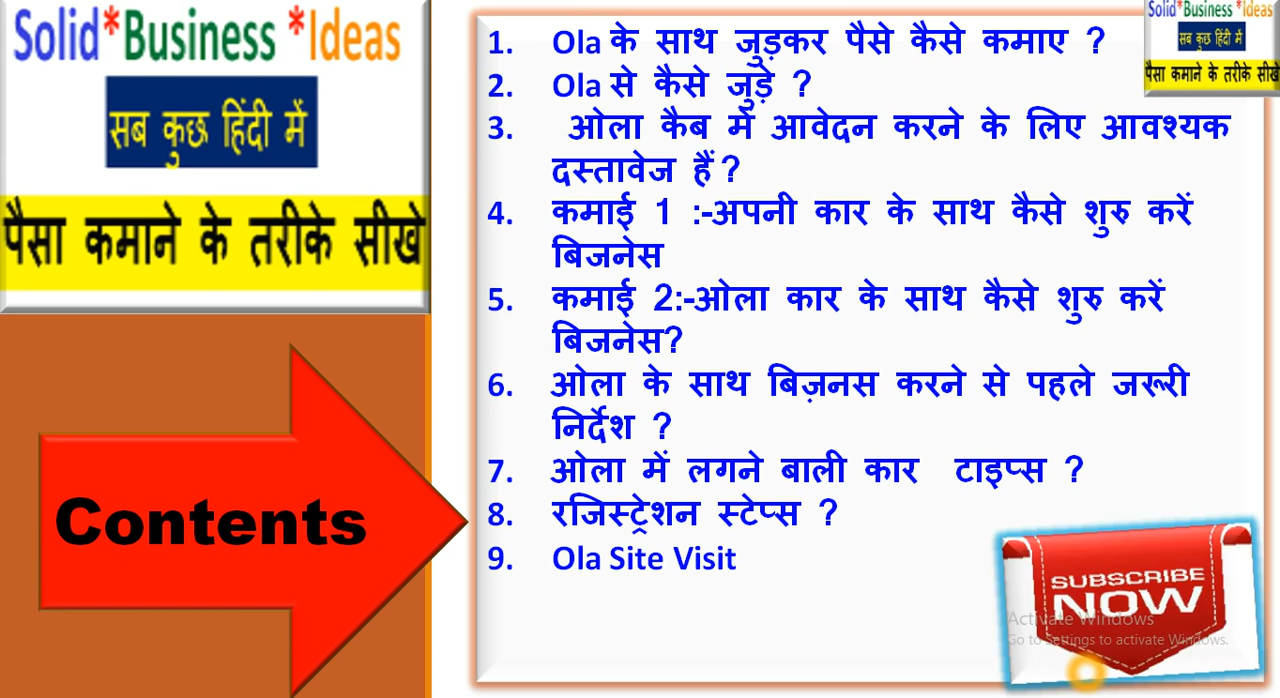 Solid*Business *Ideas
सब कुछ हिंदी में
पैसा कमाने के तरीके सीखे
Contents
1. Ola के साथ जुड़कर पैसे कैसे कमाए ?
2. Ola से कैसे जुड़े ?
3. ओला कैब में आवेदन करने के लिए आवश्यक
दस्तावेज हैं ?
4. कमाई 1 :-अपनी कार के साथ कैसे शुरु करें
बिजनेस
5. कमाई 2:-ओला कार के साथ कैसे शुरु करें
बिजनेस?
6. ओला के साथ बिज़नस करने से पहले जरूरी
निर्देश ?
7. ओला में लगने बाली कार टाइप्स ?
8. रजिस्ट्रेशन स्टेप्स ?
9. Ola Site Visit
Solid*Business *Ideas
सब कुछ हिंदी में
पैसा कमाने के तरीके सीखे
SUBSCRIBE
NOW
Activate Windows
Go to Settings to activate Windows.